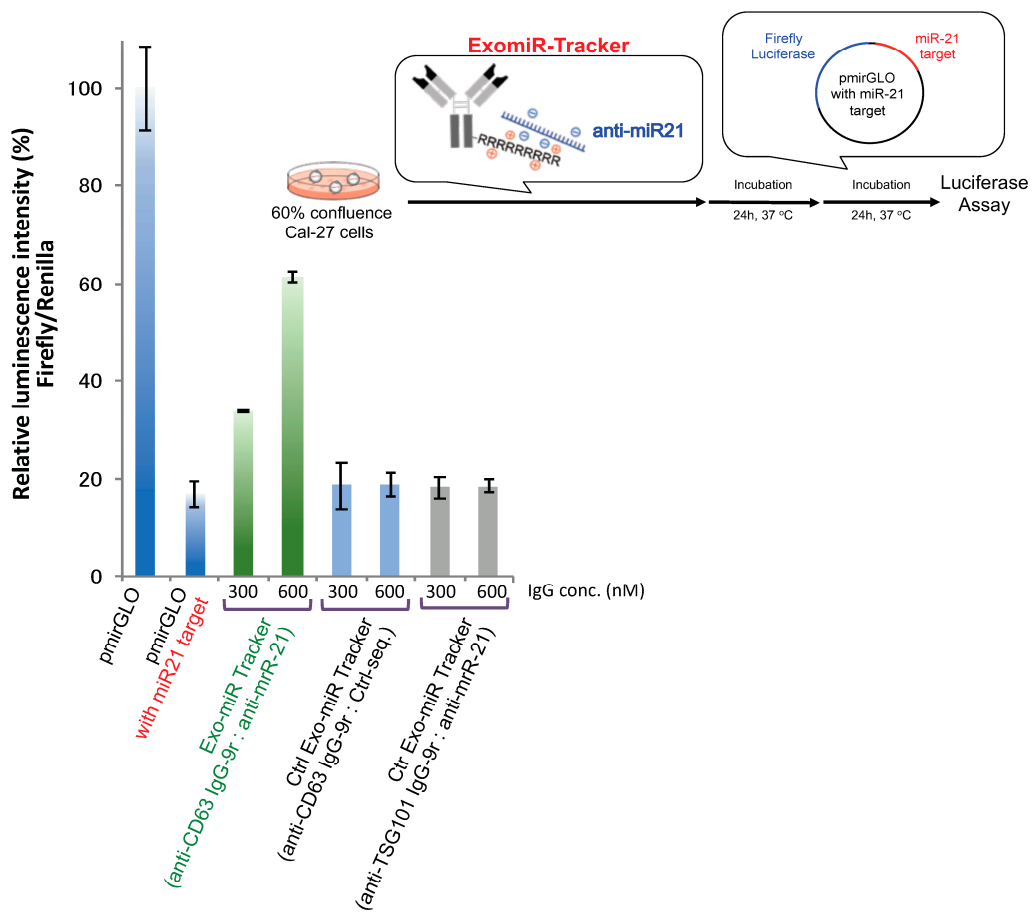 ExomiR-Tracker
anti-miR21
-RRRRRRRRR
Firefly
Luciferase
miR-21
target
pmirGLO
with miR-21
target
60% confluence
Cal-27 cells
Incubation
24h, 37 °C
Incubation
24h, 37 °C
Luciferase
Assay
Relative luminescence intensity (%)
Firefly/Renilla
100
80
60
40
20
0
300
600
300
600
300
600
IgG conc. (nM)
pmirGLO
pmirGLO
with miR21 target
Exo-miR Tracker
(anti-CD63 IgG-9r : anti-mrR-21)
Ctrl Exo-miR Tracker
(anti-CD63 IgG-9r : Ctrl-seq.)
Ctr Exo-miR Tracker
(anti-TSG101 IgG-9r : anti-mrR-21)